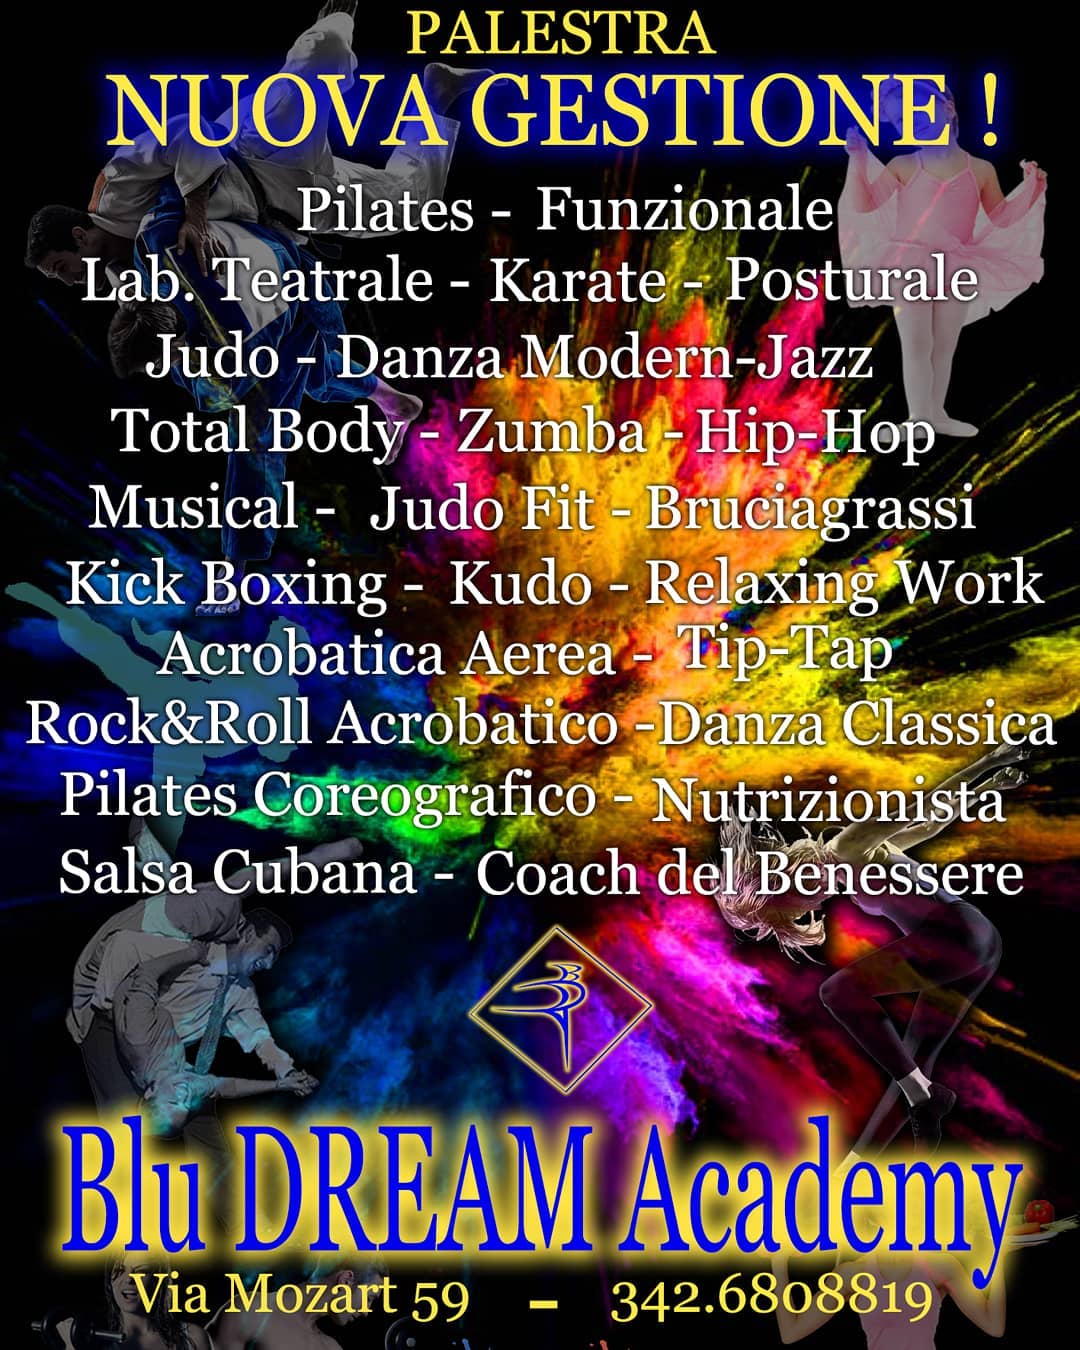 PALESTRA
NUOVA GESTIONE !
Pilates - Funzionale
Lab. Teatrale - Karate - Posturale
Judo - Danza Modern-Jazz
Total Body - Zumba - Hip-Hop
Musical - Judo Fit - Bruciagrassi
Kick Boxing - Kudo - Relaxing Work
Acrobatica Aerea - Tip-Tap
Rock&Roll Acrobatico -Danza Classica
Pilates Coreografico - Nutrizionista
Salsa Cubana - Coach del Benessere
Blu DREAM Academy
Via Mozart 59 - 342.6808819